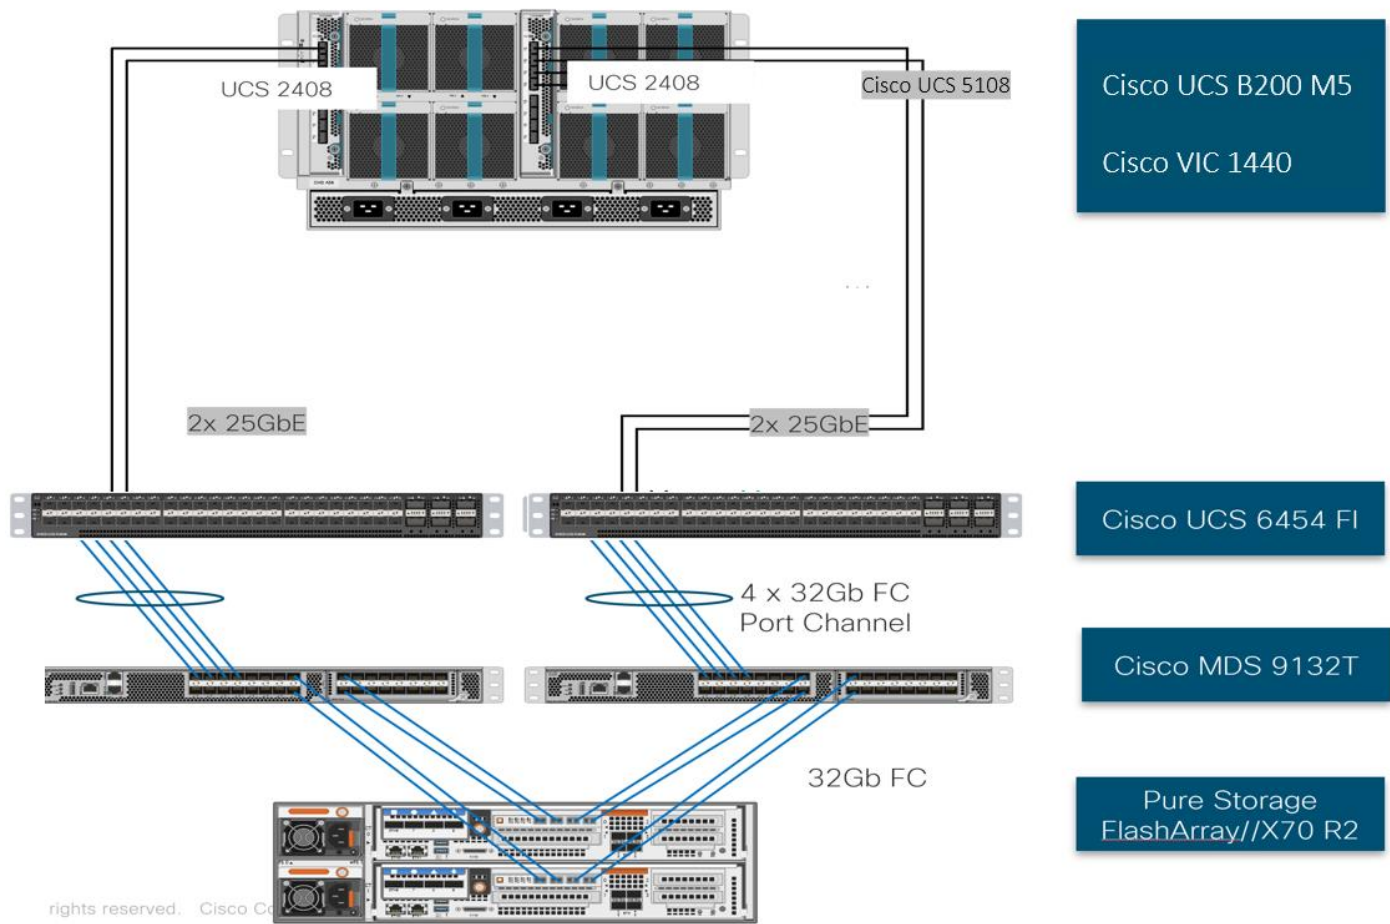 UCS 2408
UCS 2408
Cisco UCS 5108
Cisco UCS B200 M5
Cisco VIC 1440
...
2x 25GbE
2x 25GbE
Cisco UCS 6454 FI
4 x 32Gb FC
Port Channel
Cisco MDS 9132T
32Gb FC
Pure Storage
FlashArray//X70 R2
rights reserved. Cisco Co